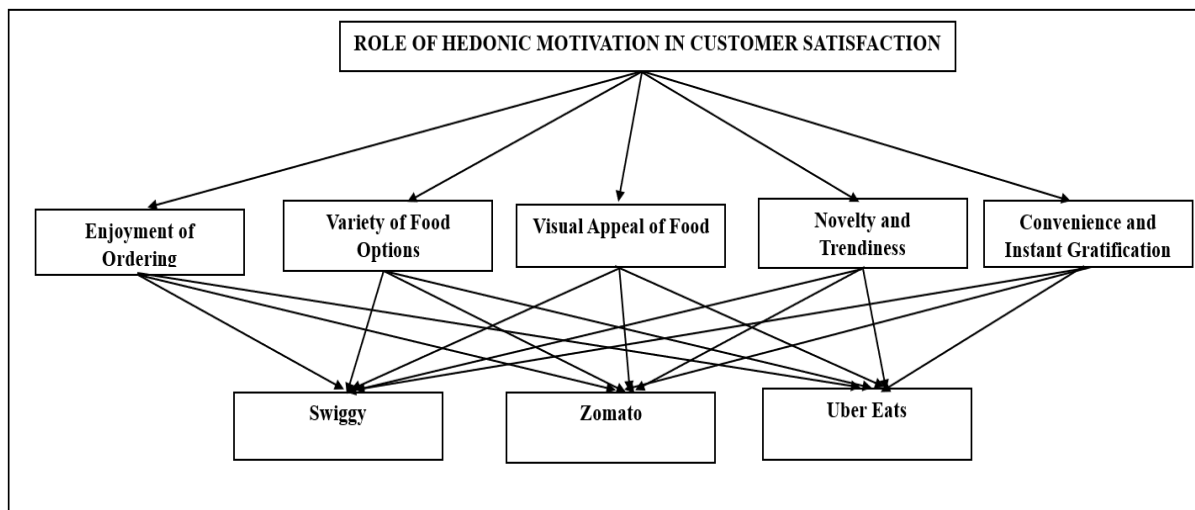 ROLE OF HEDONIC MOTIVATION IN CUSTOMER SATISFACTION
Enjoyment of
Ordering
Variety of Food
Options
Visual Appeal of Food
Novelty and
Trendiness
Convenience and
Instant Gratification
Swiggy
Zomato
Uber Eats